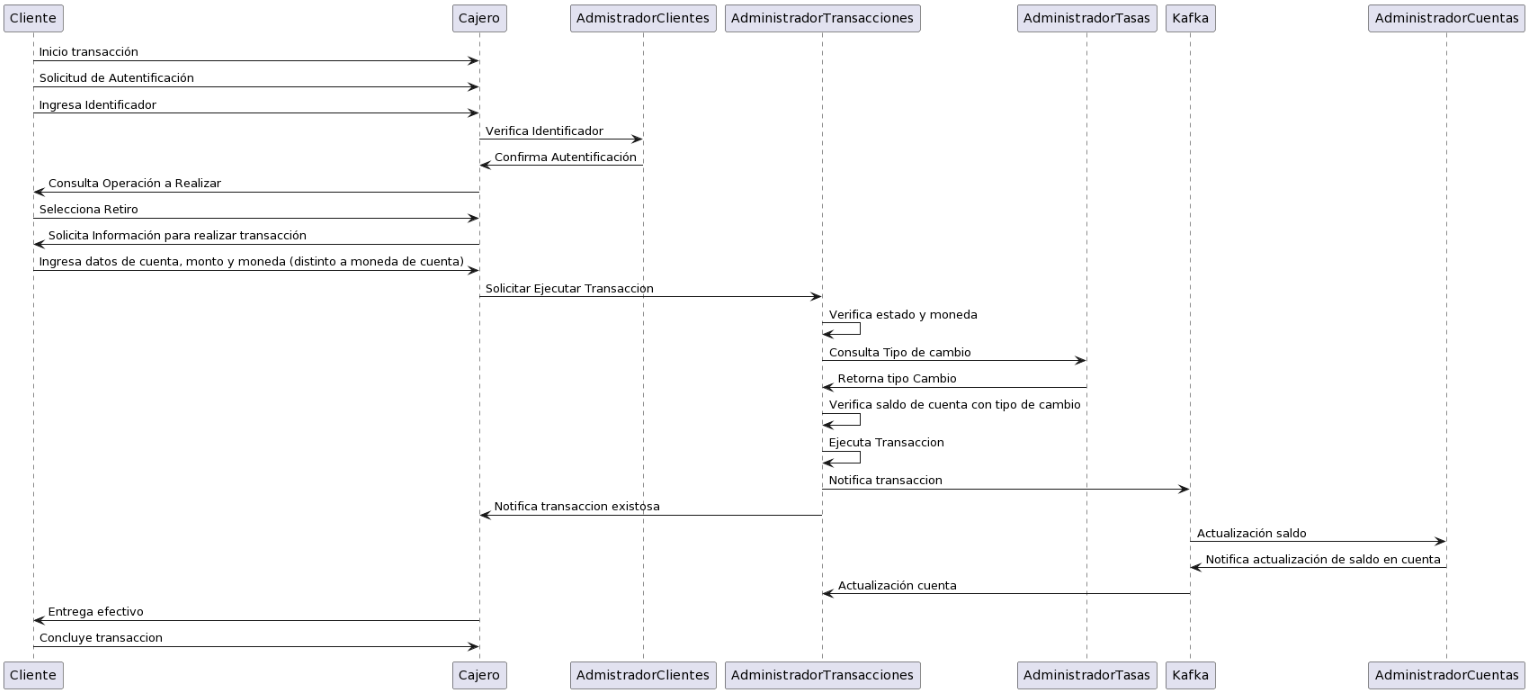 Cliente
Cajero
AdmistradorClientes
AdministradorTransacciones
AdministradorTasas
Kafka
AdministradorCuentas
Inicio transacción
Solicitud de Autentificación
Ingresa Identificador
Verifica Identificador
Confirma Autentificación
Consulta Operación a Realizar
Selecciona Retiro
Solicita Información para realizar transacción
Ingresa datos de cuenta, monto y moneda (distinto a moneda de cuenta)
Solicitar Ejecutar Transaccion
Verifica estado y moneda
Consulta Tipo de cambio
Retorna tipo Cambio
Verifica saldo de cuenta con tipo de cambio
Ejecuta Transaccion
Notifica transaccion
Notifica transaccion existosa
Actualización saldo
Notifica actualización de saldo en cuenta
Actualización cuenta
Entrega efectivo
Concluye transaccion
Cliente
Cajero
AdmistradorClientes
AdministradorTransacciones
AdministradorTasas
Kafka
AdministradorCuentas